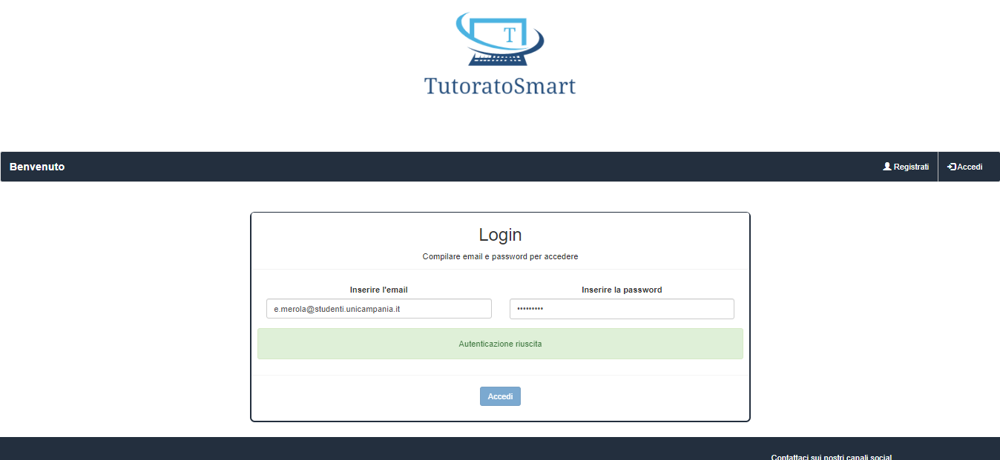 T
TutoratoSmart
Benvenuto
Registrati
Accedi
Login
Compilare email e password per accedere
Inserire l'email
Inserire la password
e.merola@studenti.unicampania.it
•••••••••
Autenticazione riuscita
Accedi
Contattaci sui nostri canali social